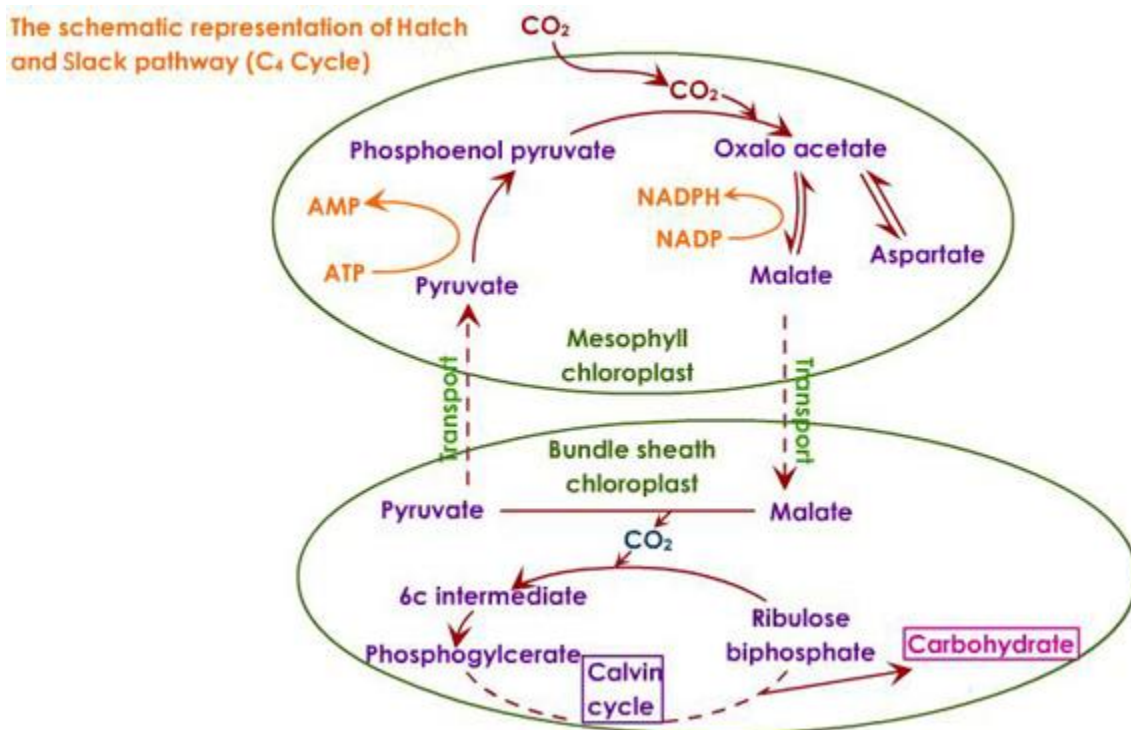 The schematic representation of Hatch
and Slack pathway (C₄ Cycle)
CO₂
CO₂
Phosphoenol pyruvate
Oxalo acetate
AMP
ATP
NADPH
NADP
Aspartate
Pyruvate
Malate
Mesophyll
chloroplast
Transport
Transport
Bundle sheath
chloroplast
Pyruvate
Malate
CO₂
6c intermediate
Ribulose
biphosphate
Phosphogylcerate
Calvin
cycle
Carbohydrate